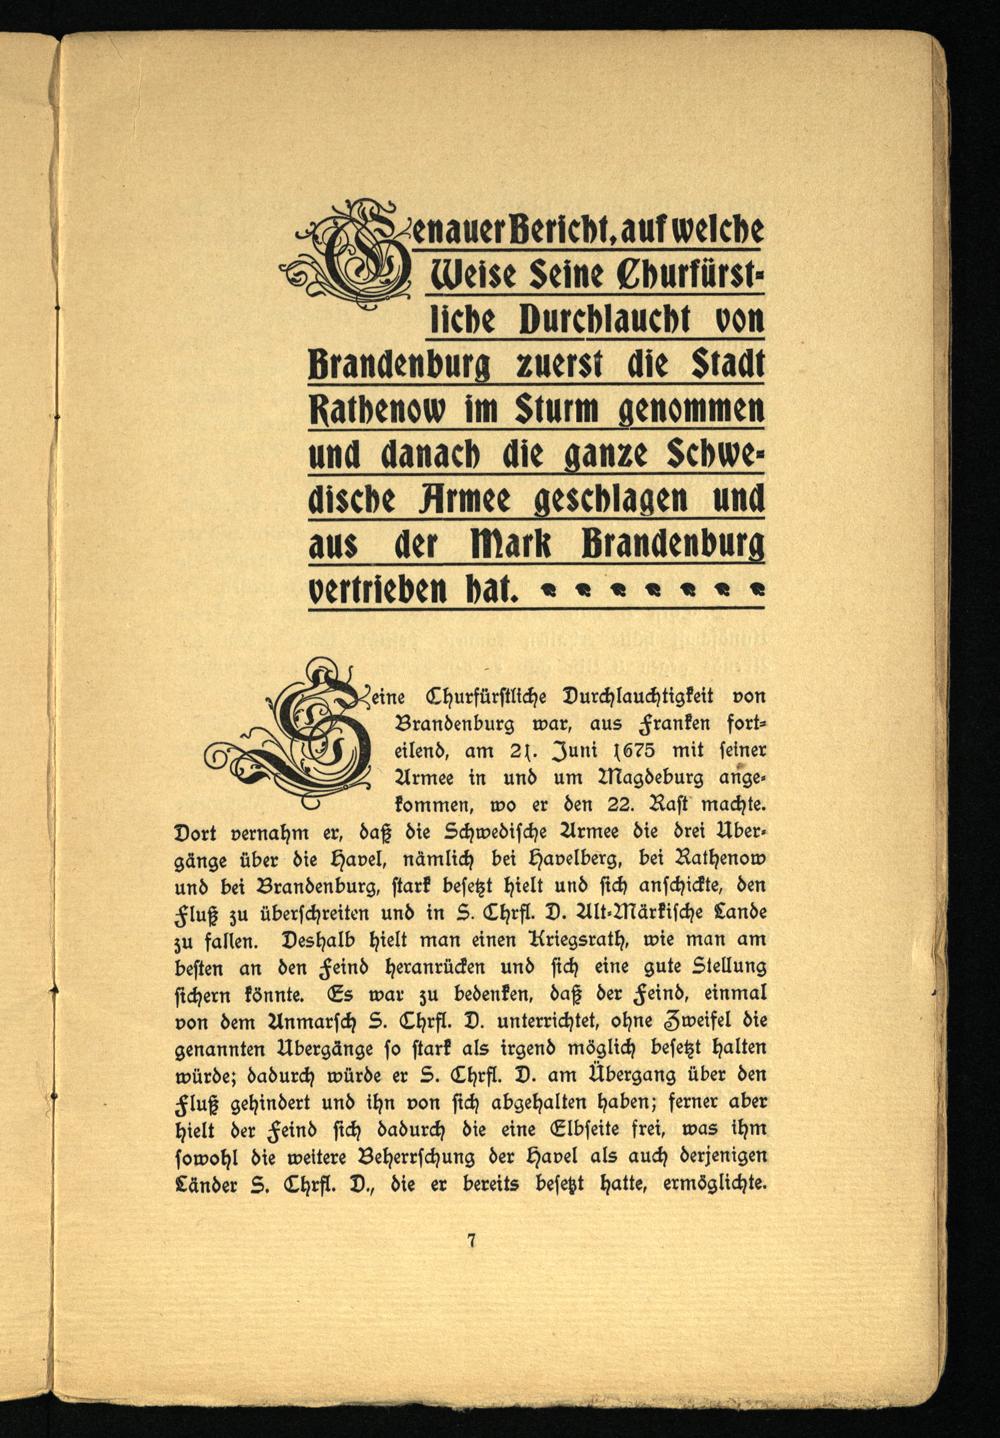 Genauer Bericht, auf welche
Weise Seine Churfürst-
liche Durchlaucht von
Brandenburg zuerst die Stadt
Rathenow im Sturm genommen
und danach die ganze Schwe-
dische Armee geschlagen und
aus der Mark Brandenburg
vertrieben hat.
Seine Churfürstliche Durchlauchtigkeit von
Brandenburg war, aus Franken fort-
eilend, am 21. Juni 1675 mit seiner
Armee in und um Magdeburg ange-
kommen, wo er den 22. Rast machte.
Dort vernahm er, daß die Schwedische Armee die drei Uber-
gänge über die Havel, nämlich bei Havelberg, bei Rathenow
und bei Brandenburg, stark besetzt hielt und sich anschickte, den
Fluß zu überschreiten und in S. Chrfl. D. Alt-Märkische Lande
zu fallen. Deshalb hielt man einen Kriegsrath, wie man am
besten an den Feind heranrücken und sich eine gute Stellung
sichern könnte. Es war zu bedenken, daß der Feind, einmal
von dem Anmarsch S. Chrfl. D. unterrichtet, ohne Zweifel die
genannten Ubergänge so stark als irgend möglich besetzt halten
würde; dadurch würde er S. Chrfl. D. am Übergang über den
Fluß gehindert und ihn von sich abgehalten haben; ferner aber
hielt der Feind sich dadurch die eine Elbseite frei, was ihm
sowohl die weitere Beherrschung der Havel als auch derjenigen
Länder S. Chrfl. D., die er bereits besetzt hatte, ermöglichte.
7